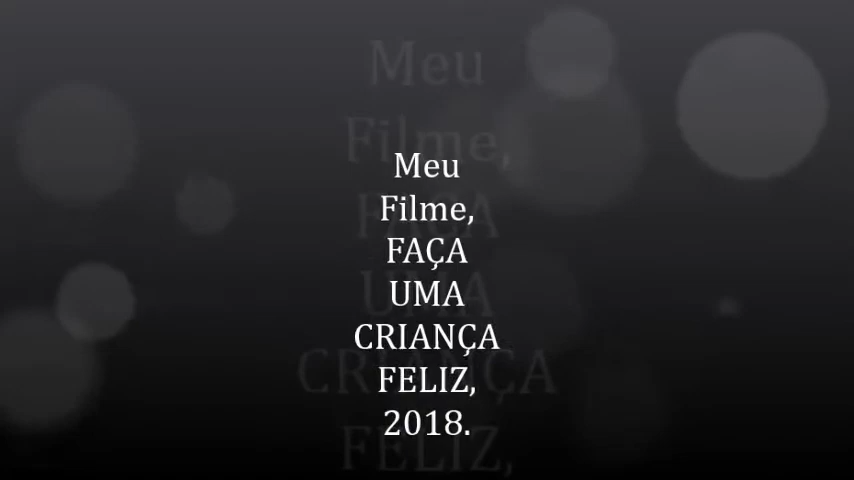 Meu
Filme,
FAÇA
UMA
CRIANÇA
FELIZ,
2018.